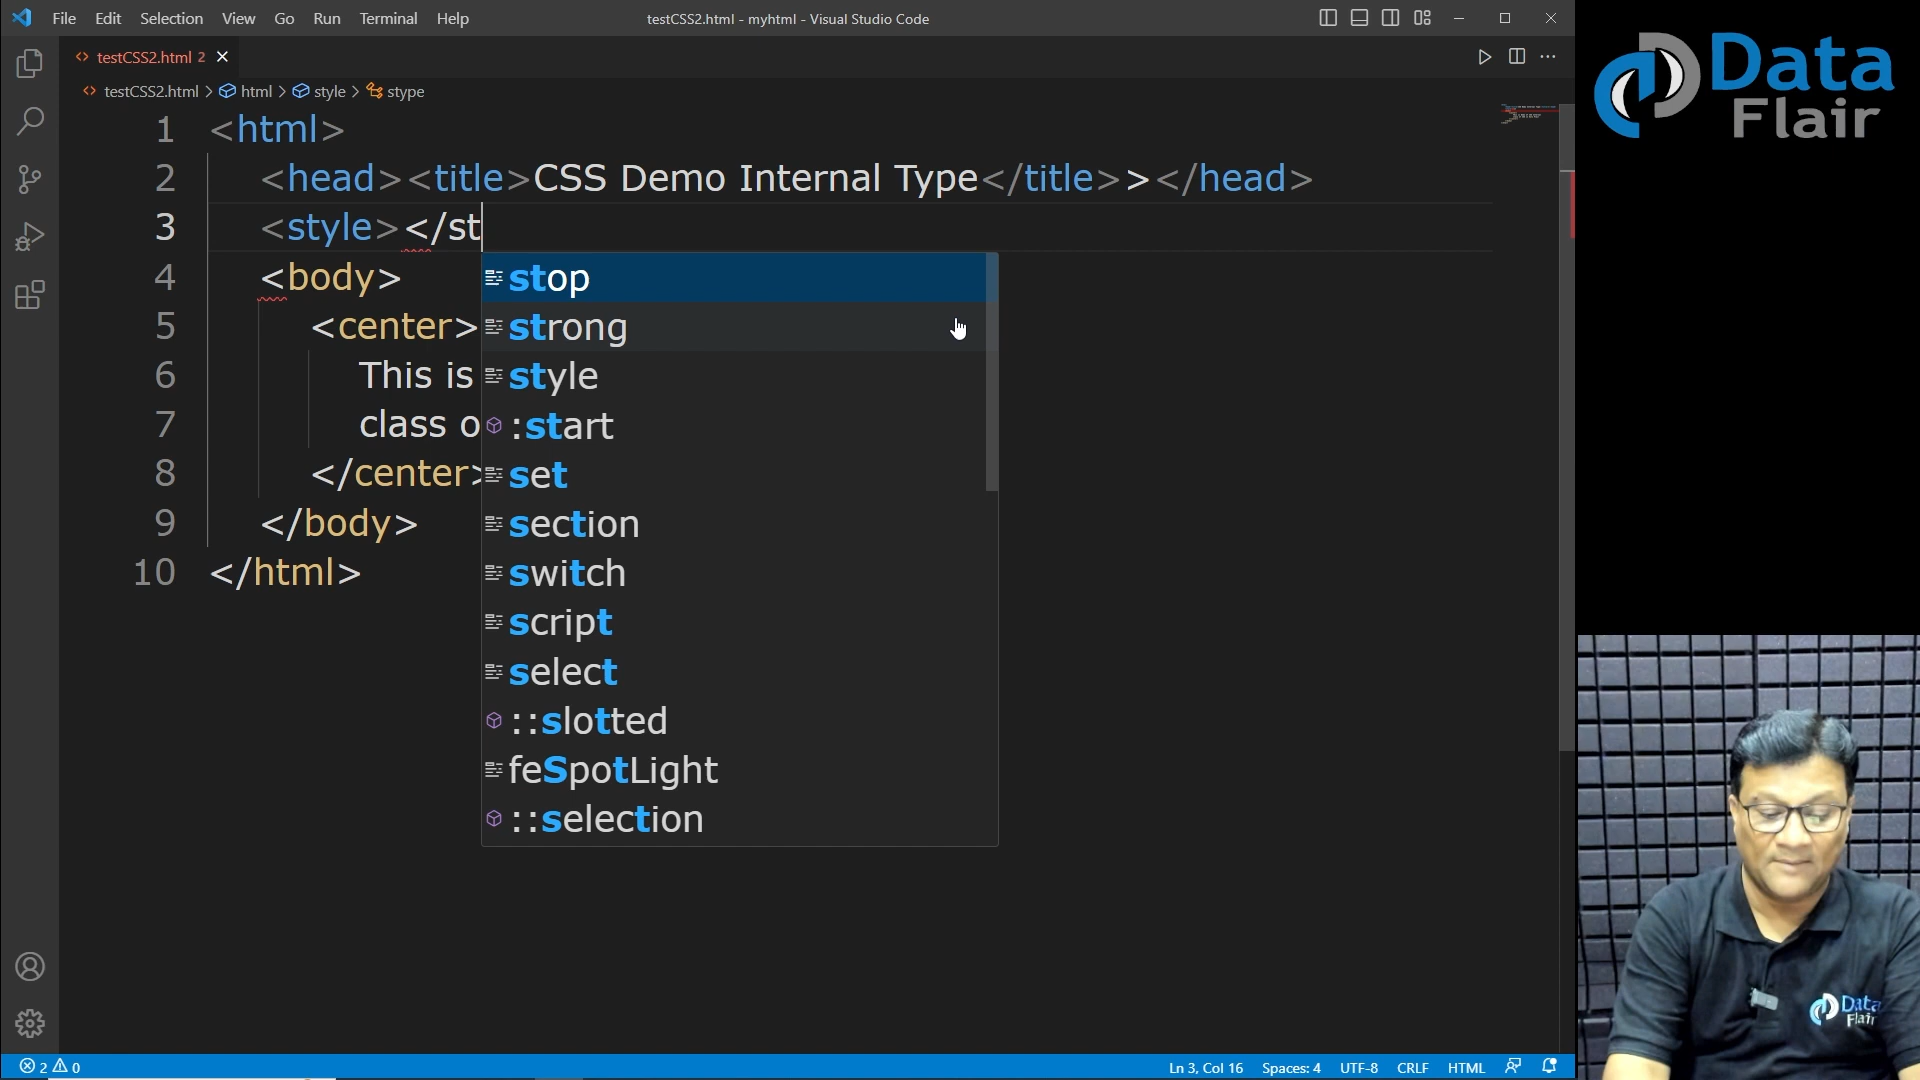 File Edit Selection View Go Run Terminal Help
testCSS2.html - myhtml - Visual Studio Code
testCSS2.html 2
testCSS2.html > html > style > stype
1 <html>
2 <head><title>CSS Demo Internal Type</title>></head>
3 <style></st
4 <body>
5 <center>
6 This is
7 class o
8 </center>
9 </body>
10 </html>
stop
strong
style
:start
set
section
switch
script
select
::slotted
feSpotLight
::selection
2 0
Ln 3, Col 16 Spaces: 4 UTF-8 CRLF HTML
Data
Flair
Data
Flair